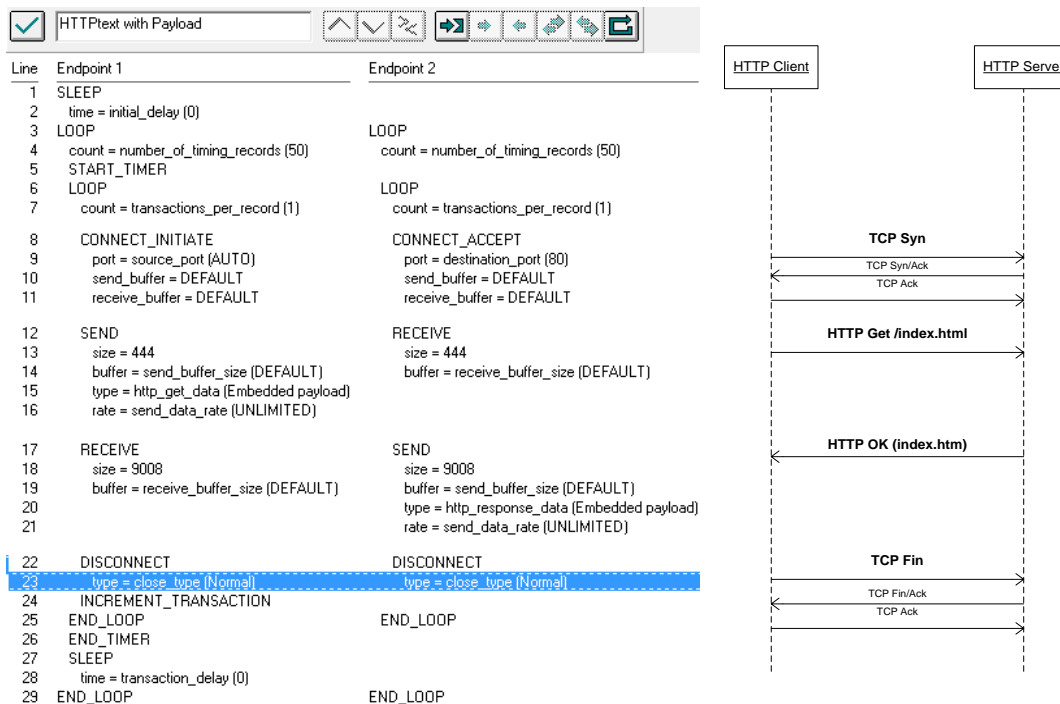 HTTPtext with Payload
Line Endpoint 1 Endpoint 2
1 SLEEP
2 time = initial_delay (0)
3 LOOP LOOP
4 count = number_of_timing_records (50) count = number_of_timing_records (50)
5 START_TIMER
6 LOOP LOOP
7 count = transactions_per_record (1) count = transactions_per_record (1)
8 CONNECT_INITIATE CONNECT_ACCEPT
9 port = source_port (AUTO) port = destination_port (80)
10 send_buffer = DEFAULT send_buffer = DEFAULT
11 receive_buffer = DEFAULT receive_buffer = DEFAULT
12 SEND RECEIVE
13 size = 444 size = 444
14 buffer = send_buffer_size (DEFAULT) buffer = receive_buffer_size (DEFAULT)
15 type = http_get_data (Embedded payload)
16 rate = send_data_rate (UNLIMITED)
17 RECEIVE SEND
18 size = 9008 size = 9008
19 buffer = receive_buffer_size (DEFAULT) buffer = send_buffer_size (DEFAULT)
20 type = http_response_data (Embedded payload)
21 rate = send_data_rate (UNLIMITED)
22 DISCONNECT DISCONNECT
23 type = close_type (Normal) type = close_type (Normal)
24 INCREMENT_TRANSACTION
25 END_LOOP END_LOOP
26 END_TIMER
27 SLEEP
28 time = transaction_delay (0)
29 END_LOOP END_LOOP
HTTP Client HTTP Serve
TCP Syn
TCP Syn/Ack
TCP Ack
HTTP Get /index.html
HTTP OK (index.htm)
TCP Fin
TCP Fin/Ack
TCP Ack